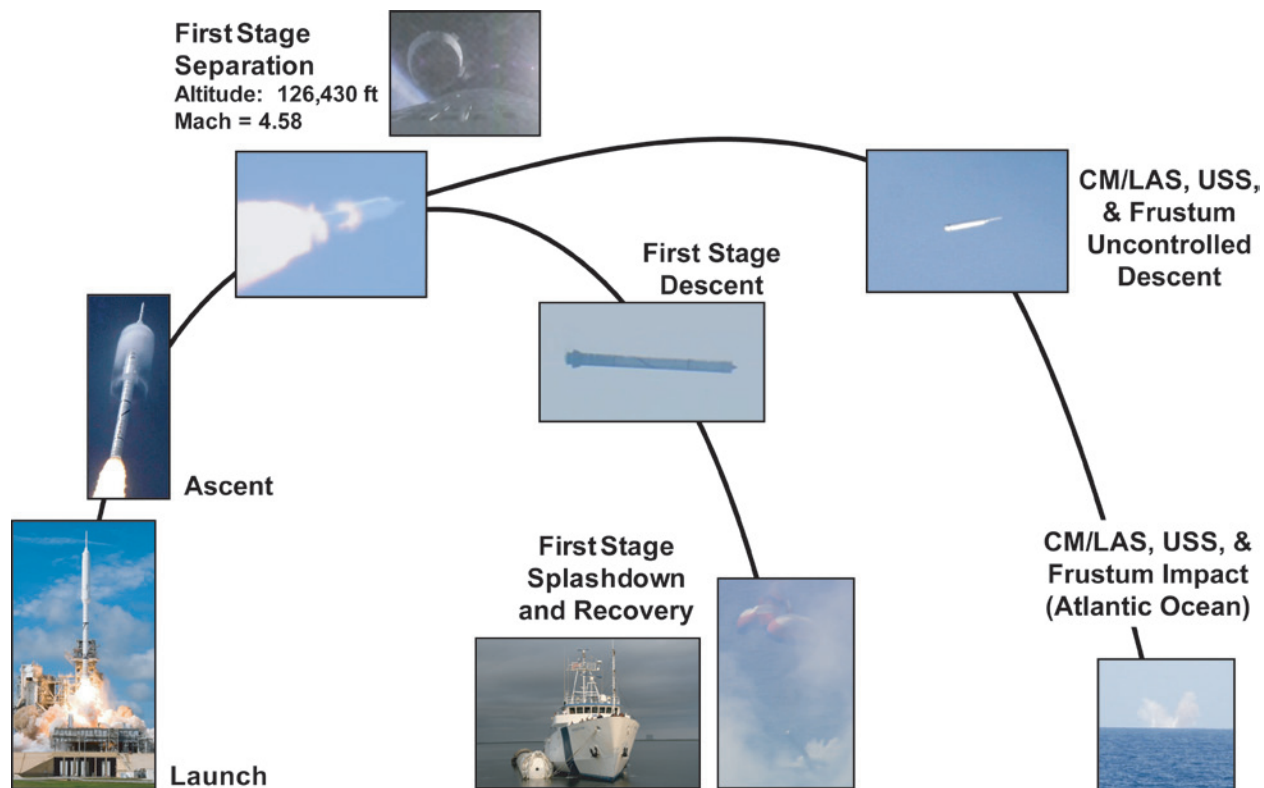 First Stage
Separation
Altitude: 126,430 ft
Mach = 4.58
CM/LAS, USS,
& Frustum
Uncontrolled
Descent
First Stage
Descent
Ascent
CM/LAS, USS, &
Frustum Impact
(Atlantic Ocean)
First Stage
Splashdown
and Recovery
Launch